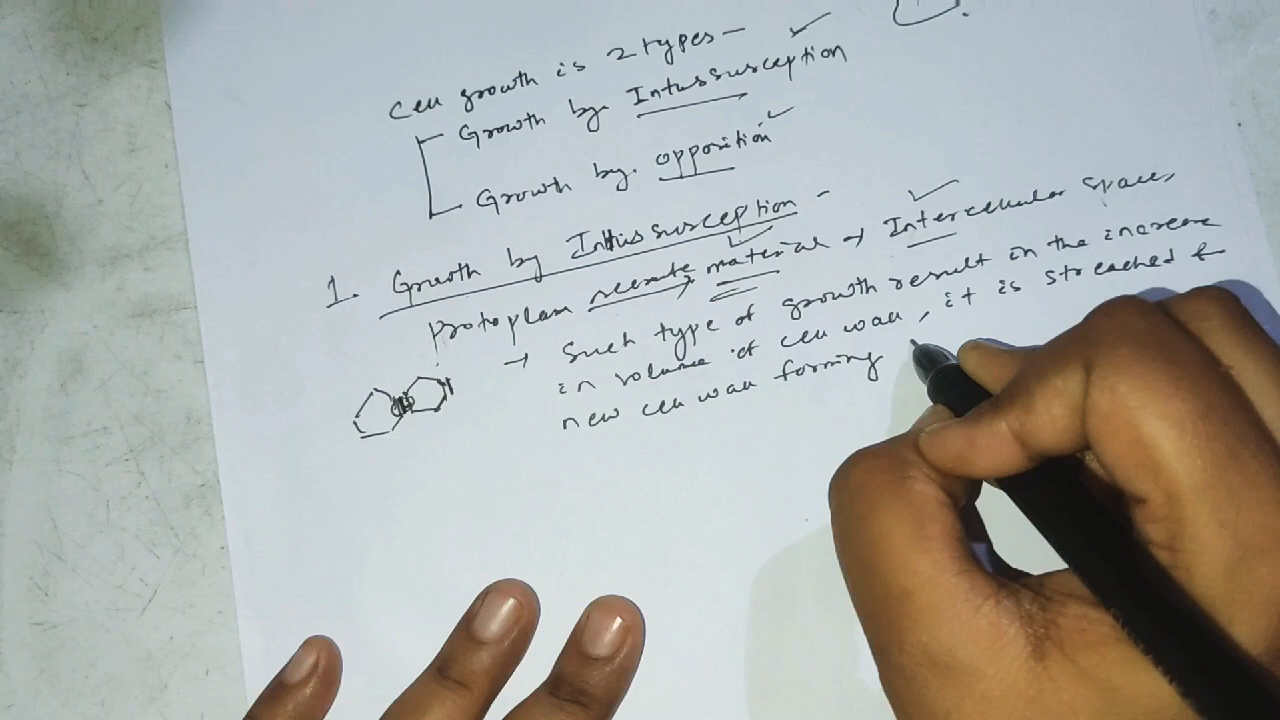 Cell growth is 2 types -
Growth by Intussusception
Growth by. opposition
1. Growth by Intussusception -
Protoplasm secrete material → Intercellular space,
→ Such type of growth result in the increase
in volume of cell wall, it is streached &
new cell wall forming